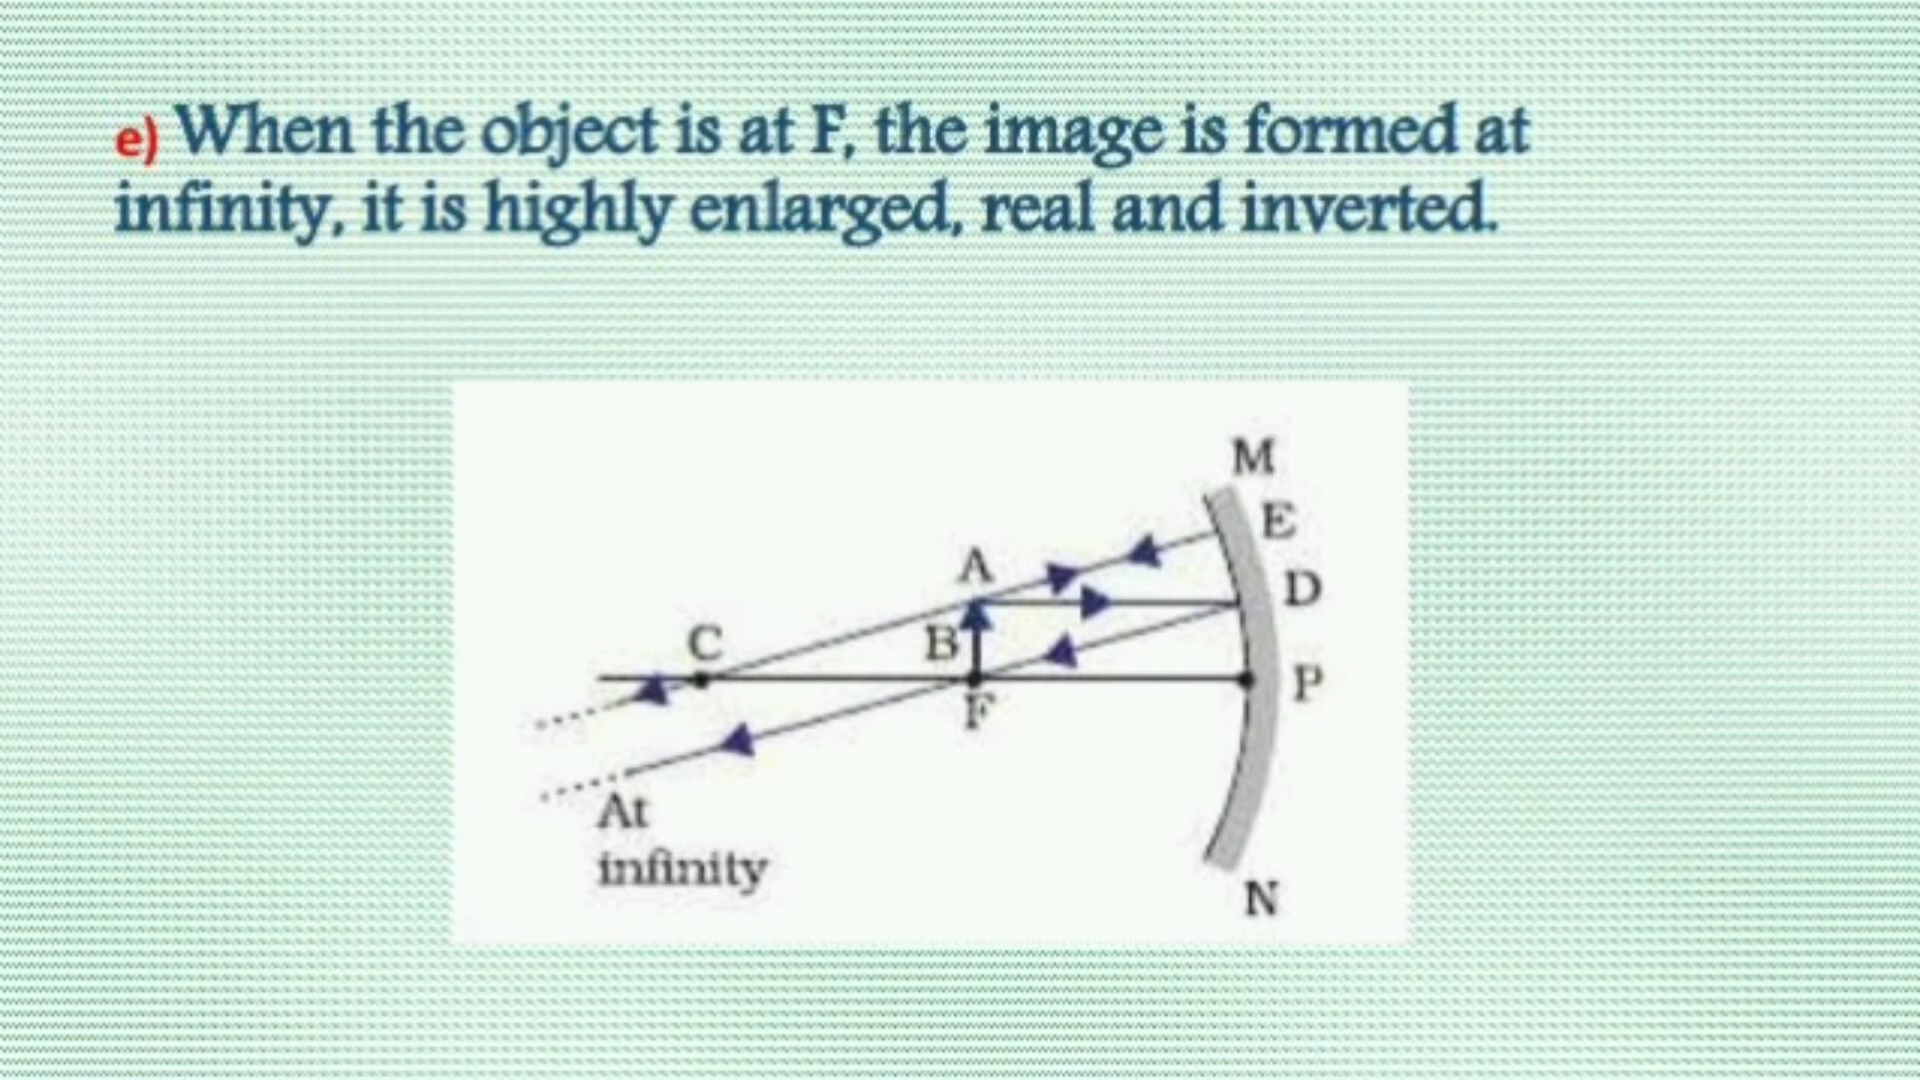 e) When the object is at F, the image is formed at
infinity, it is highly enlarged, real and inverted.
M
E
A
D
C
B
P
F
At
infinity
N